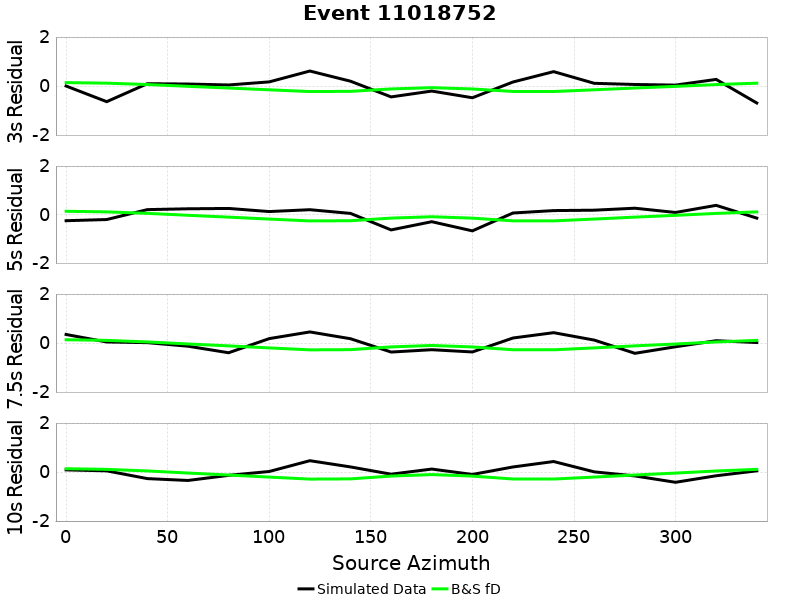 Event 11018752
3s Residual
2
0
-2
5s Residual
2
0
-2
7.5s Residual
2
0
-2
10s Residual
2
0
-2
0 50 100 150 200 250 300
Source Azimuth
Simulated Data B&S fD